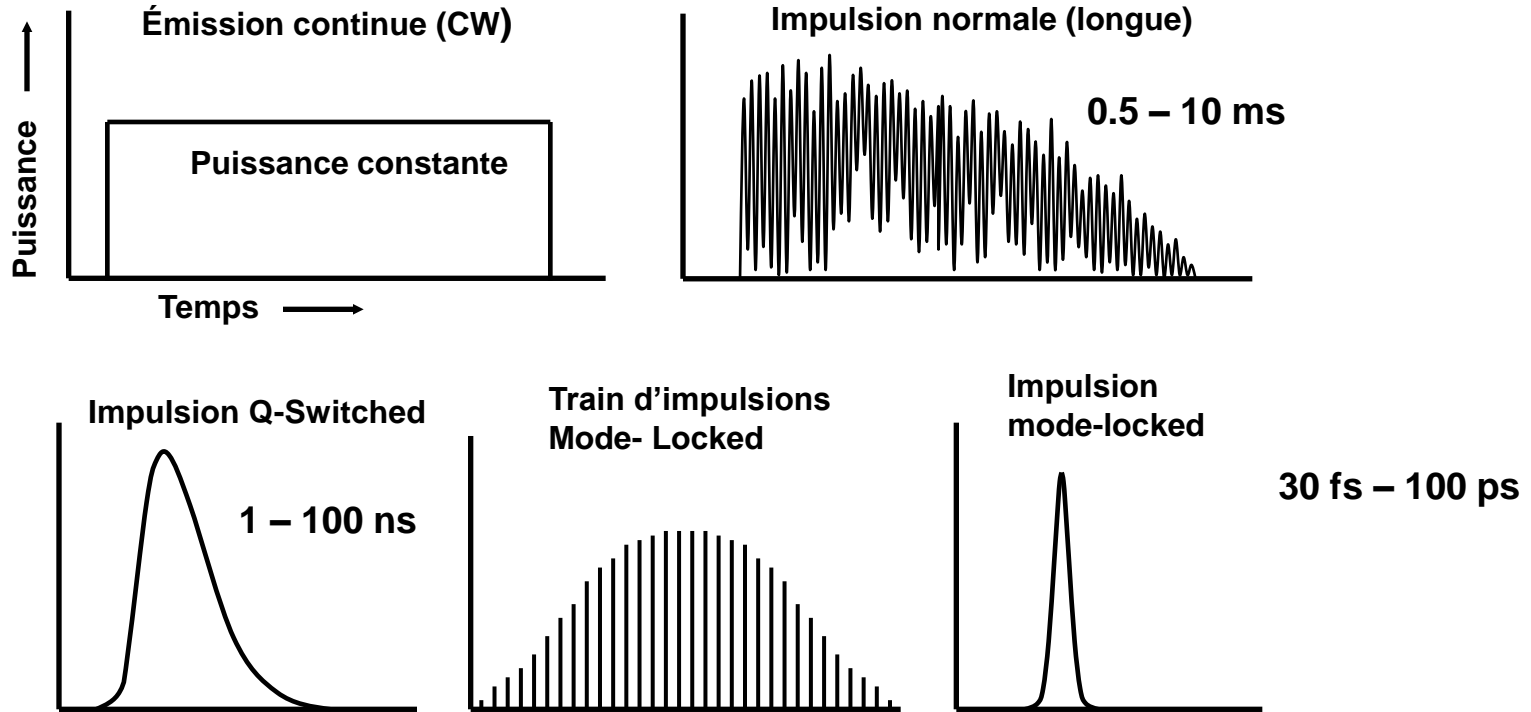 Émission continue (CW)
Puissance
Puissance constante
Temps
Impulsion normale (longue)
0.5 – 10 ms
Impulsion Q-Switched
1 – 100 ns
Train d’impulsions
Mode- Locked
Impulsion
mode-locked
30 fs – 100 ps